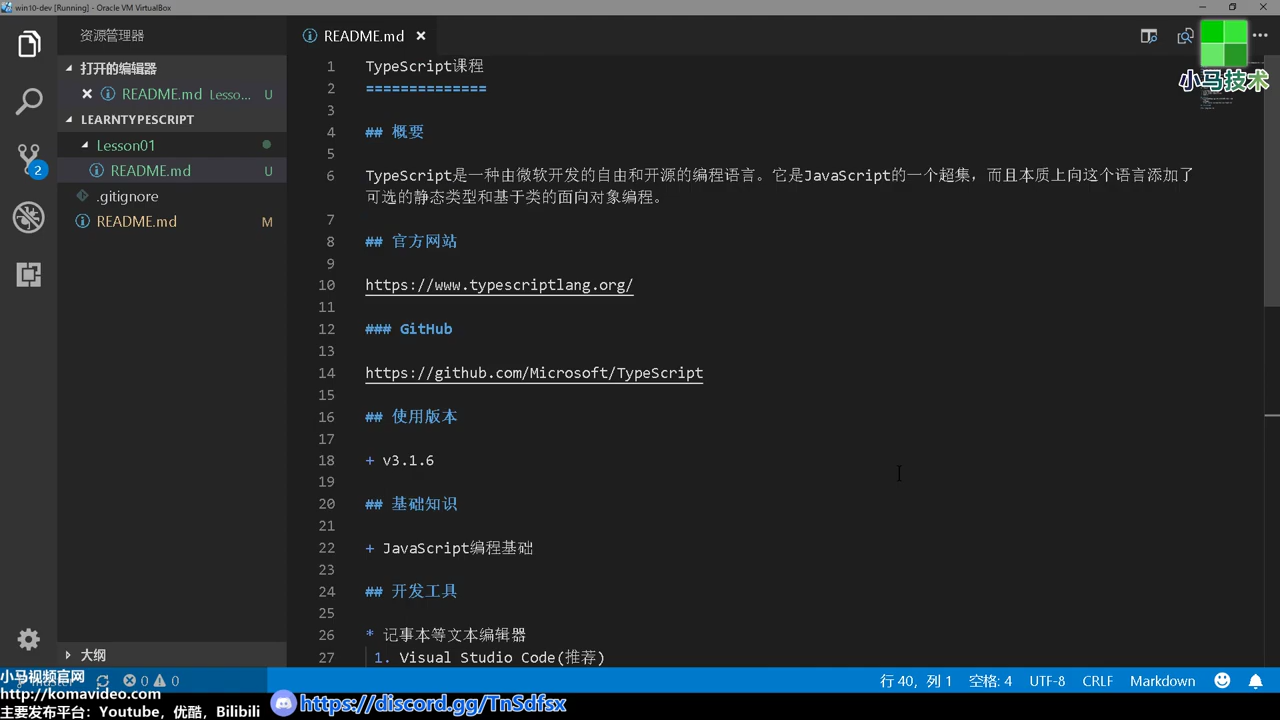 win10-dev [Running] - Oracle VM VirtualBox
资源管理器
README.md
小马技术
打开的编辑器
README.md Lesso... U
LEARNTYPESCRIPT
Lesson01
README.md U
.gitignore
README.md M
2
1 TypeScript课程
2 ==============
3
4 ## 概要
5
6 TypeScript是一种由微软开发的自由和开源的编程语言。它是JavaScript的一个超集，而且本质上向这个语言添加了
可选的静态类型和基于类的面向对象编程。
7
8 ## 官方网站
9
10 https://www.typescriptlang.org/
11
12 ### GitHub
13
14 https://github.com/Microsoft/TypeScript
15
16 ## 使用版本
17
18 + v3.1.6
19
20 ## 基础知识
21
22 + JavaScript编程基础
23
24 ## 开发工具
25
26 * 记事本等文本编辑器
27 1. Visual Studio Code(推荐)
大纲
0 0
行 40，列 1 空格: 4 UTF-8 CRLF Markdown
小马视频官网
http://komavideo.com
主要发布平台：Youtube，优酷，Bilibili
https://discord.gg/TnSdfsx